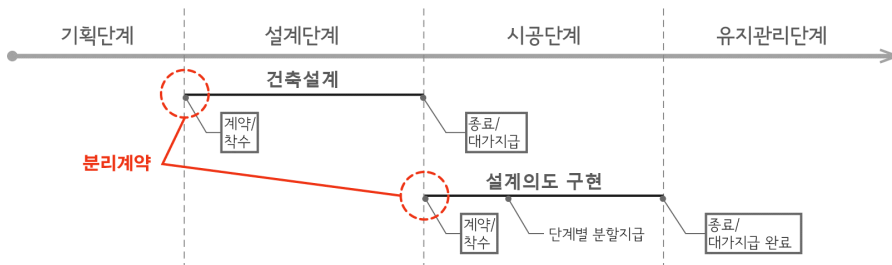 기획단계
설계단계
시공단계
유지관리단계
건축설계
계약/
착수
종료/
대가지급
분리계약
설계의도 구현
계약/
착수
단계별 분할지급
종료/
대가지급 완료